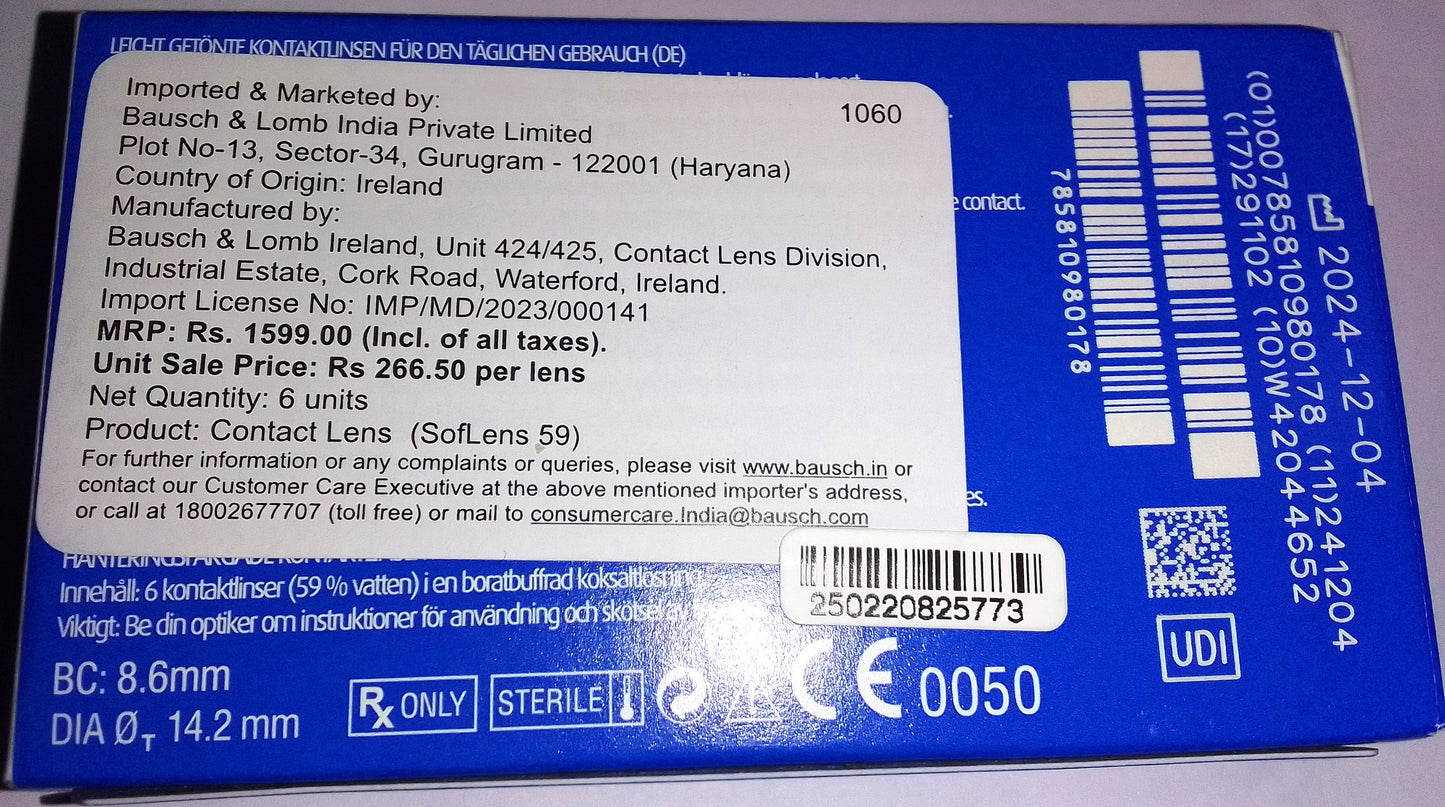 LEICHT GETÖNTE KONTAKTLINSEN FÜR DEN TÄGLICHEN GEBRAUCH (DE)
Imported & Marketed by:
1060
Bausch & Lomb India Private Limited
Plot No-13, Sector-34, Gurugram - 122001 (Haryana)
Country of Origin: Ireland
Manufactured by:
Bausch & Lomb Ireland, Unit 424/425, Contact Lens Division,
Industrial Estate, Cork Road, Waterford, Ireland.
Import License No: IMP/MD/2023/000141
MRP: Rs. 1599.00 (Incl. of all taxes).
Unit Sale Price: Rs 266.50 per lens
Net Quantity: 6 units
Product: Contact Lens (SofLens 59)
For further information or any complaints or queries, please visit www.bausch.in or
contact our Customer Care Executive at the above mentioned importer's address,
or call at 18002677707 (toll free) or mail to consumercare.India@bausch.com
contact.
es.
Innehåll: 6 kontaktlinser (59 % vatten) i en boratbuffrad koksaltlösning
Viktigt: Be din optiker om instruktioner för användning och skötsel av
250220825773
BC: 8.6mm
DIA ØT 14.2 mm
Rx ONLY
STERILE
CE 0050
UDI
785810980178
(01)00785810980178 (11)241204
(17)291102 (10)W42044652
2024-12-04